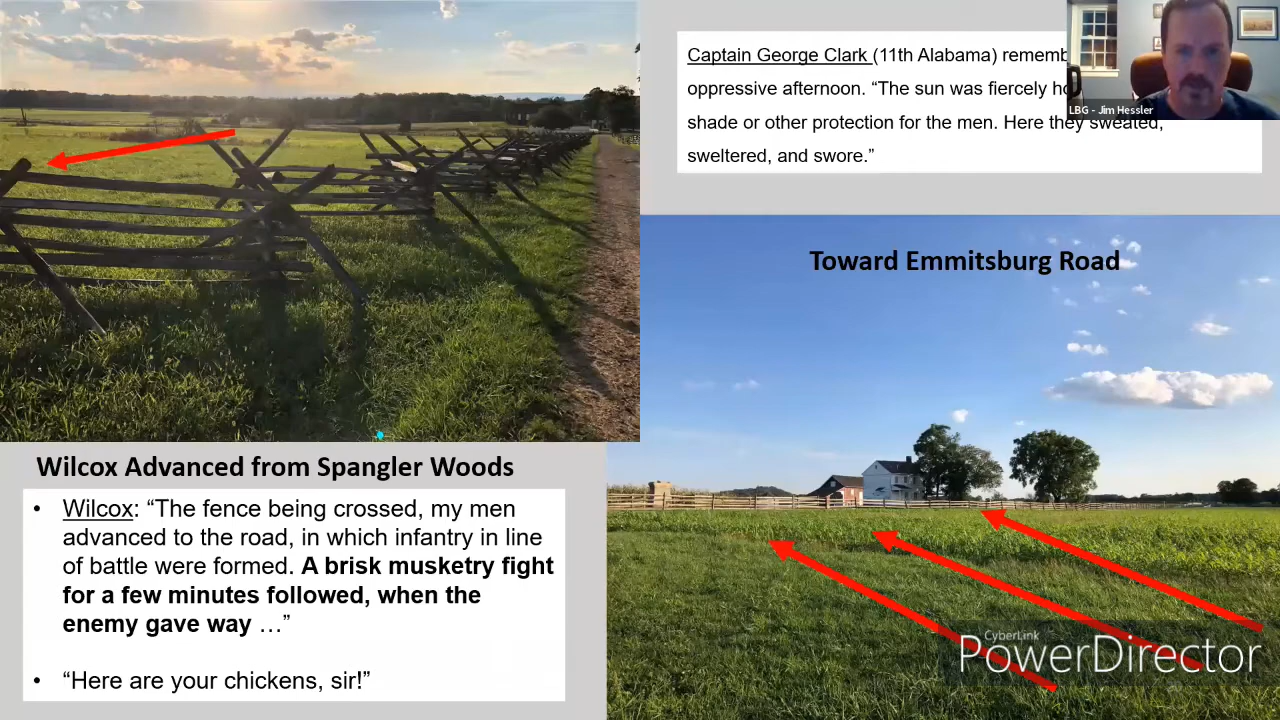 Captain George Clark (11th Alabama) rememb
oppressive afternoon. “The sun was fiercely ho
shade or other protection for the men. Here they sweated,
sweltered, and swore.”
LBG - Jim Hessler
Toward Emmitsburg Road
Wilcox Advanced from Spangler Woods
• Wilcox: “The fence being crossed, my men
advanced to the road, in which infantry in line
of battle were formed. A brisk musketry fight
for a few minutes followed, when the
enemy gave way …”
• “Here are your chickens, sir!”
CyberLink
PowerDirector